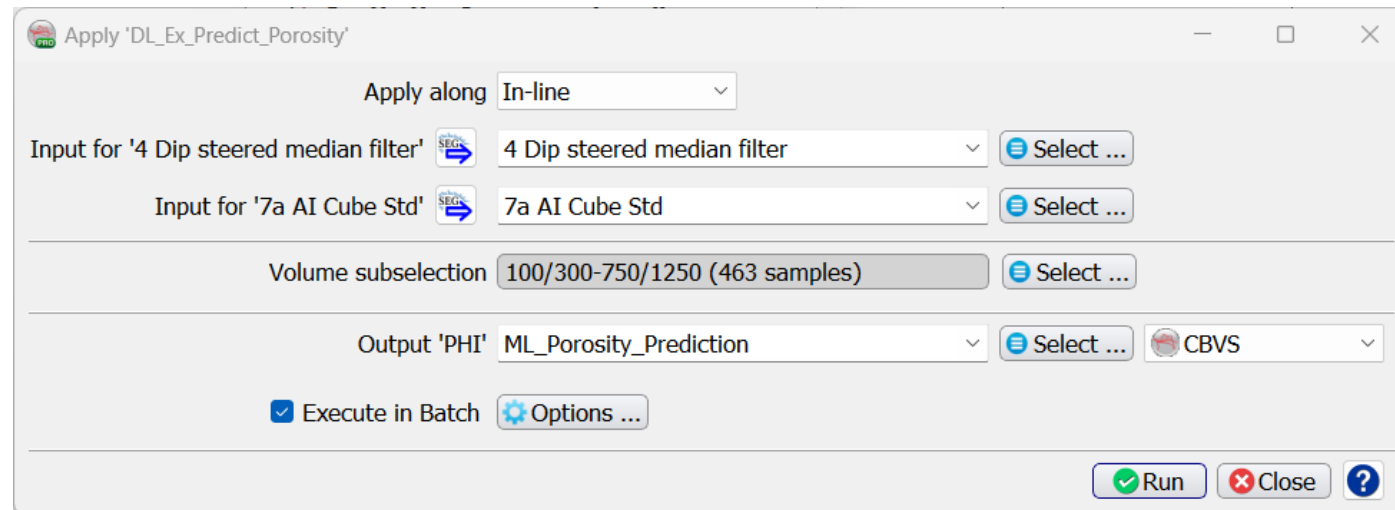 Apply 'DL_Ex_Predict_Porosity'
Apply along In-line
Input for '4 Dip steered median filter' SEG 4 Dip steered median filter Select ...
Input for '7a AI Cube Std' SEG 7a AI Cube Std Select ...
Volume subselection 100/300-750/1250 (463 samples) Select ...
Output 'PHI' ML_Porosity_Prediction Select ... CBVS
Execute in Batch Options ...
Run Close ?